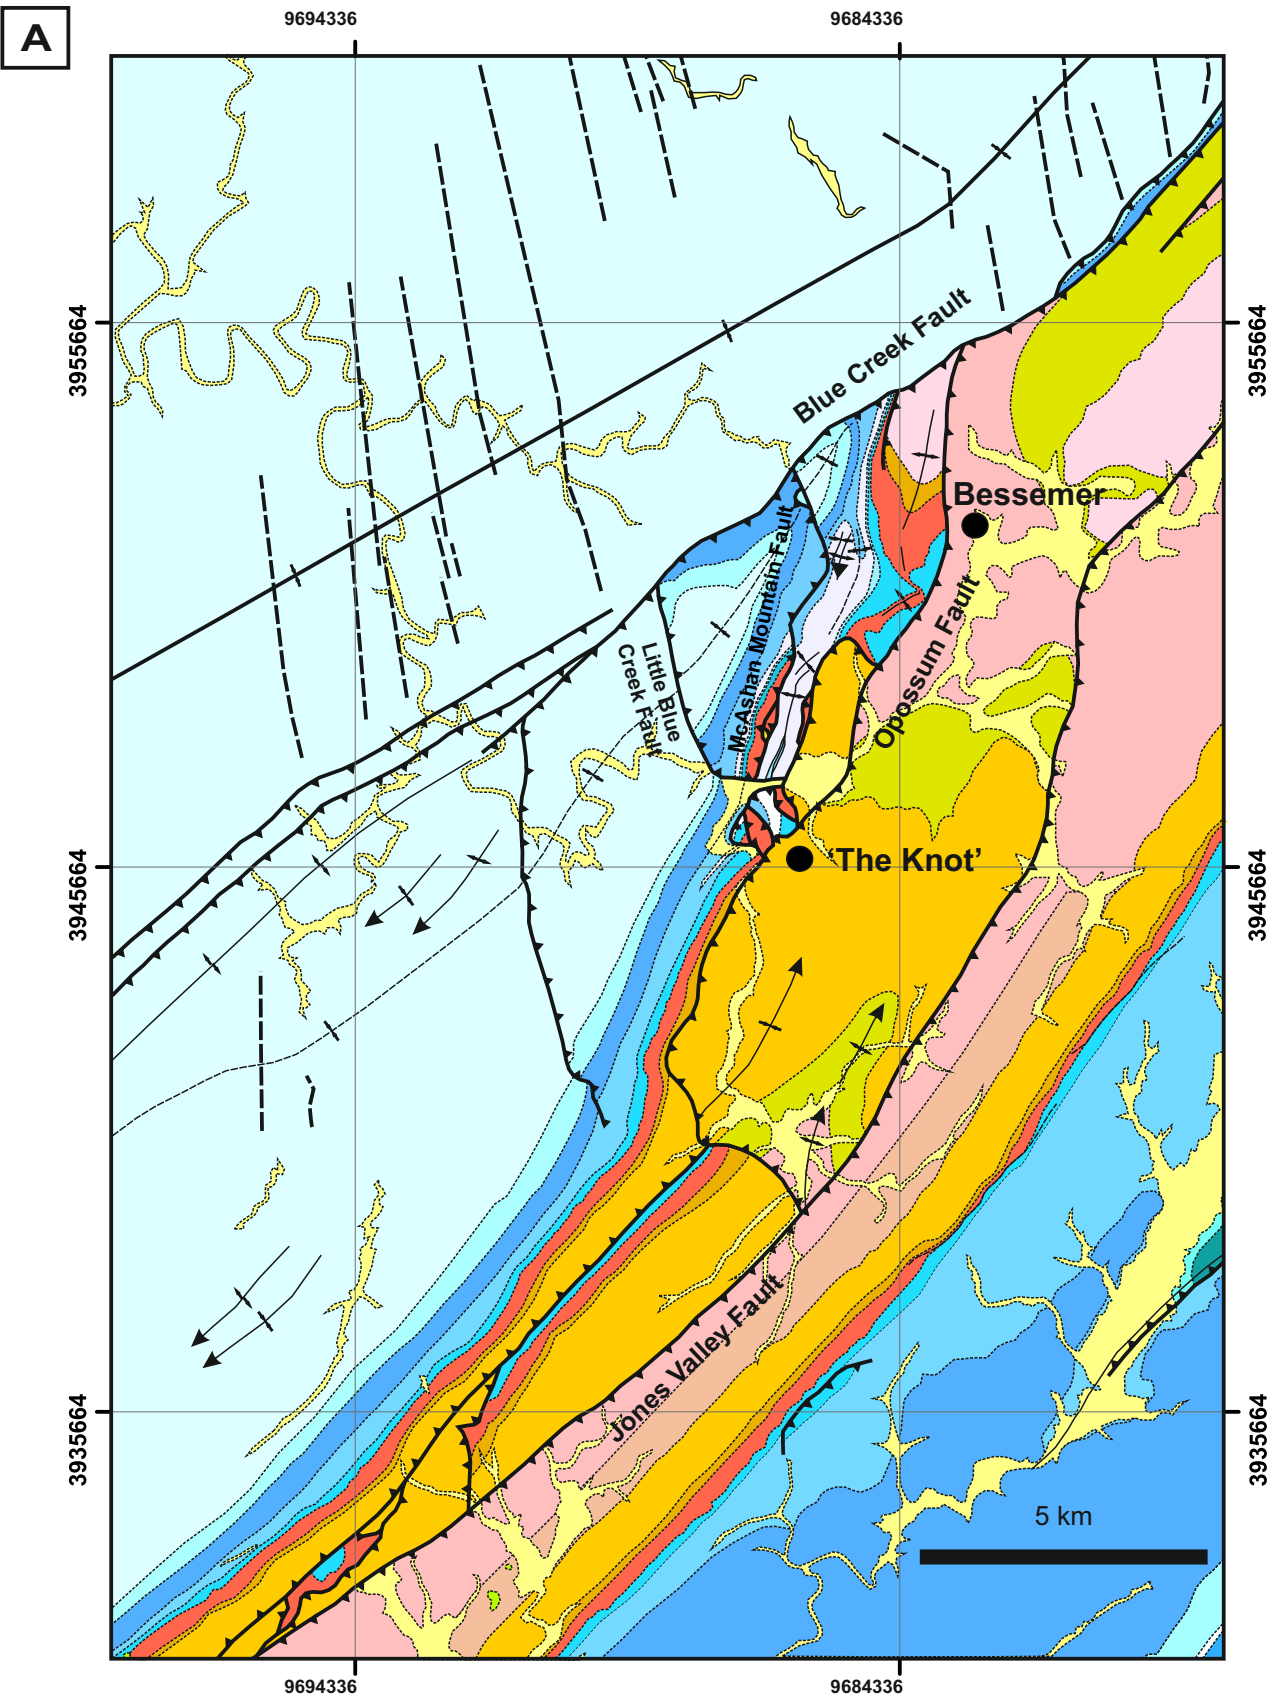 A
9694336
9684336
3955664
3955664
Blue Creek Fault
Bessemer
McAshan Mountain Fault
Little Blue
Creek Fault
Opossum Fault
'The Knot'
3945664
3945664
Jones Valley Fault
3935664
3935664
5 km
9694336
9684336